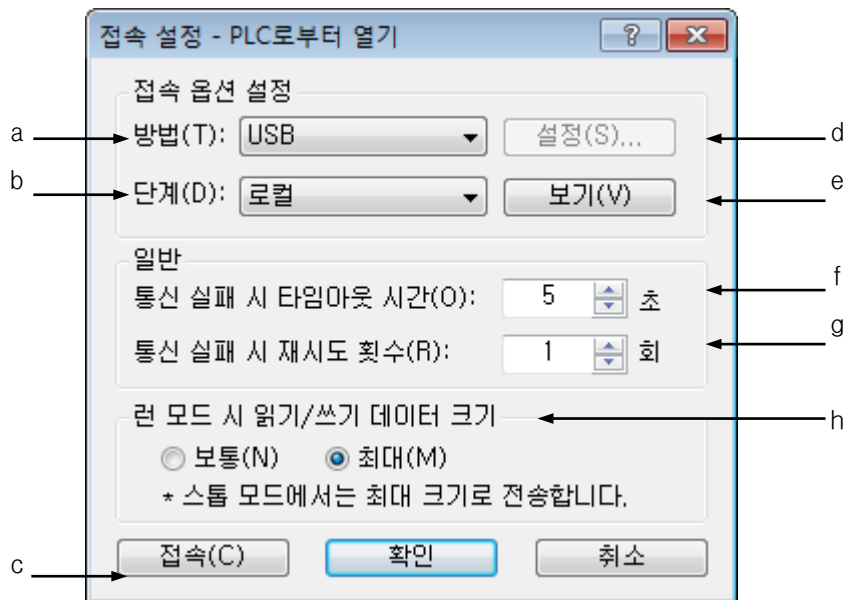 접속 설정 - PLC로부터 열기
접속 옵션 설정
a 방법(T): USB 설정(S)... d
b 단계(D): 로컬 보기(V) e
일반
통신 실패 시 타임아웃 시간(O): 5 초 f
통신 실패 시 재시도 횟수(R): 1 회 g
런 모드 시 읽기/쓰기 데이터 크기 h
보통(N) 최대(M)
* 스톱 모드에서는 최대 크기로 전송합니다.
c 접속(C) 확인 취소